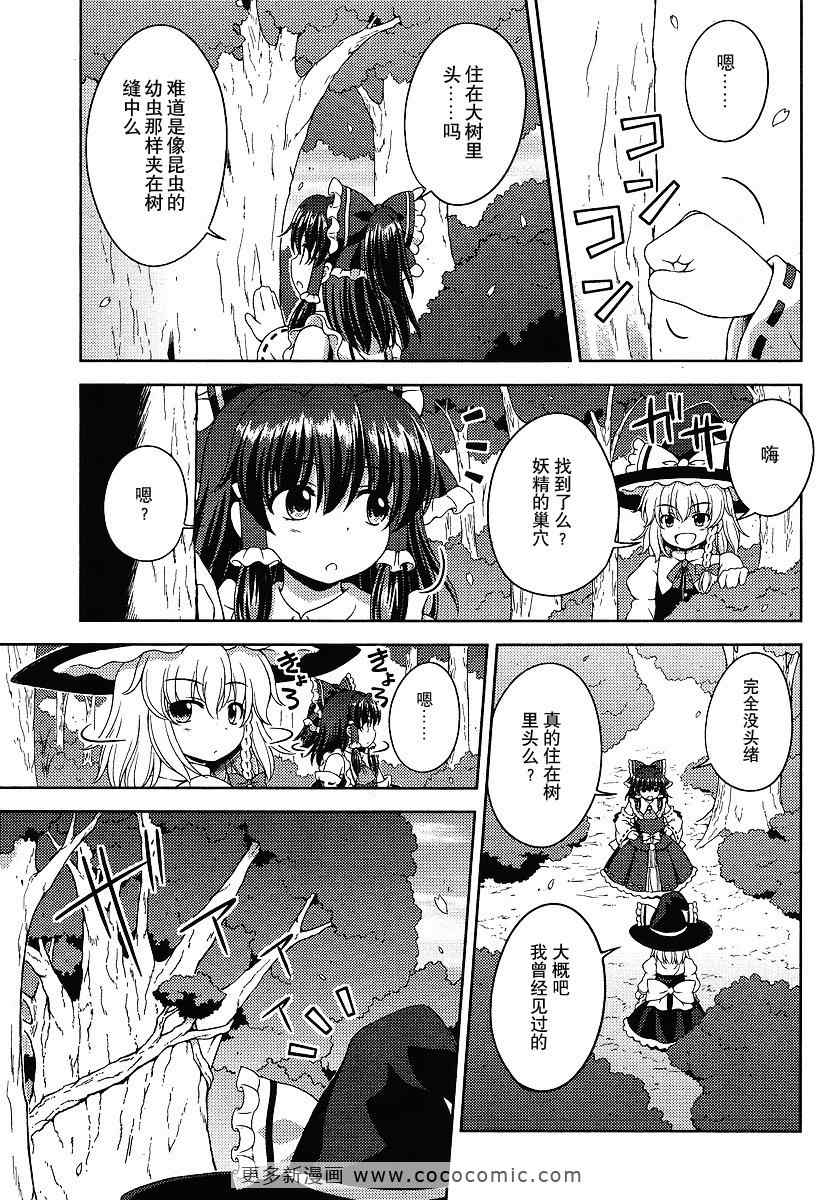 嗯……
コン
コン
住在大树里
头……吗
难道是像昆虫的
幼虫那样夹在树
缝中么
嗨
ガサ
找到了么？
妖精的巢穴
嗯？
完全没头绪
真的住在树
里头么？
大概吧
我曾经见过的
嗯……
きょろ
きょろ
更多新漫画
www.cococomic.com